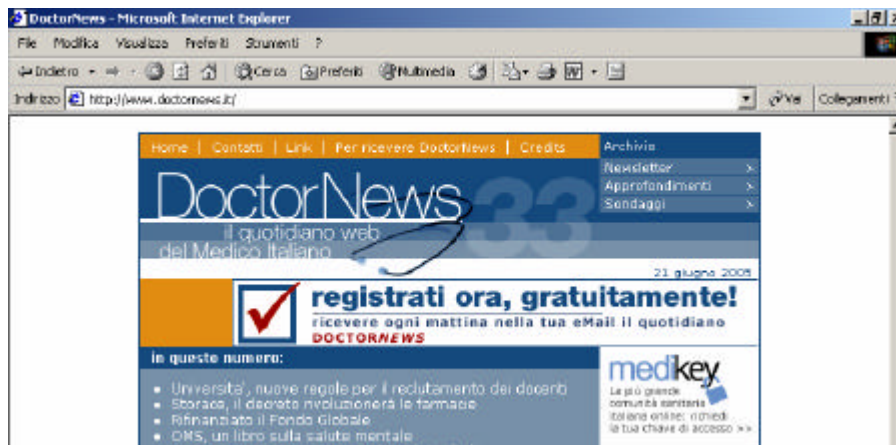 DoctorNews - Microsoft Internet Explorer
File Modifica Visualizza Preferiti Strumenti ?
Indietro Cerca Preferiti Multimedia
Indirizzo http://www.doctornews.it/ Vai Collegamenti
Home | Contatti | Link | Per ricevere DoctorNews | Credits
Archivio
Newsletter >
Approfondimenti >
Sondaggi >
DoctorNews 33
il quotidiano web
del Medico Italiano
21 giugno 2005
registrati ora, gratuitamente!
ricevere ogni mattina nella tua eMail il quotidiano
DOCTORNEWS
in questo numero:
• Universita', nuove regole per il reclutamento dei docenti
• Storace, il decreto rivoluzionerà le farmacie
• Rifinanziato il Fondo Globale
• OMS, un libro sulla salute mentale
medikey
La più grande
comunità sanitaria
italiana online: richiedi
la tua chiave di accesso >>